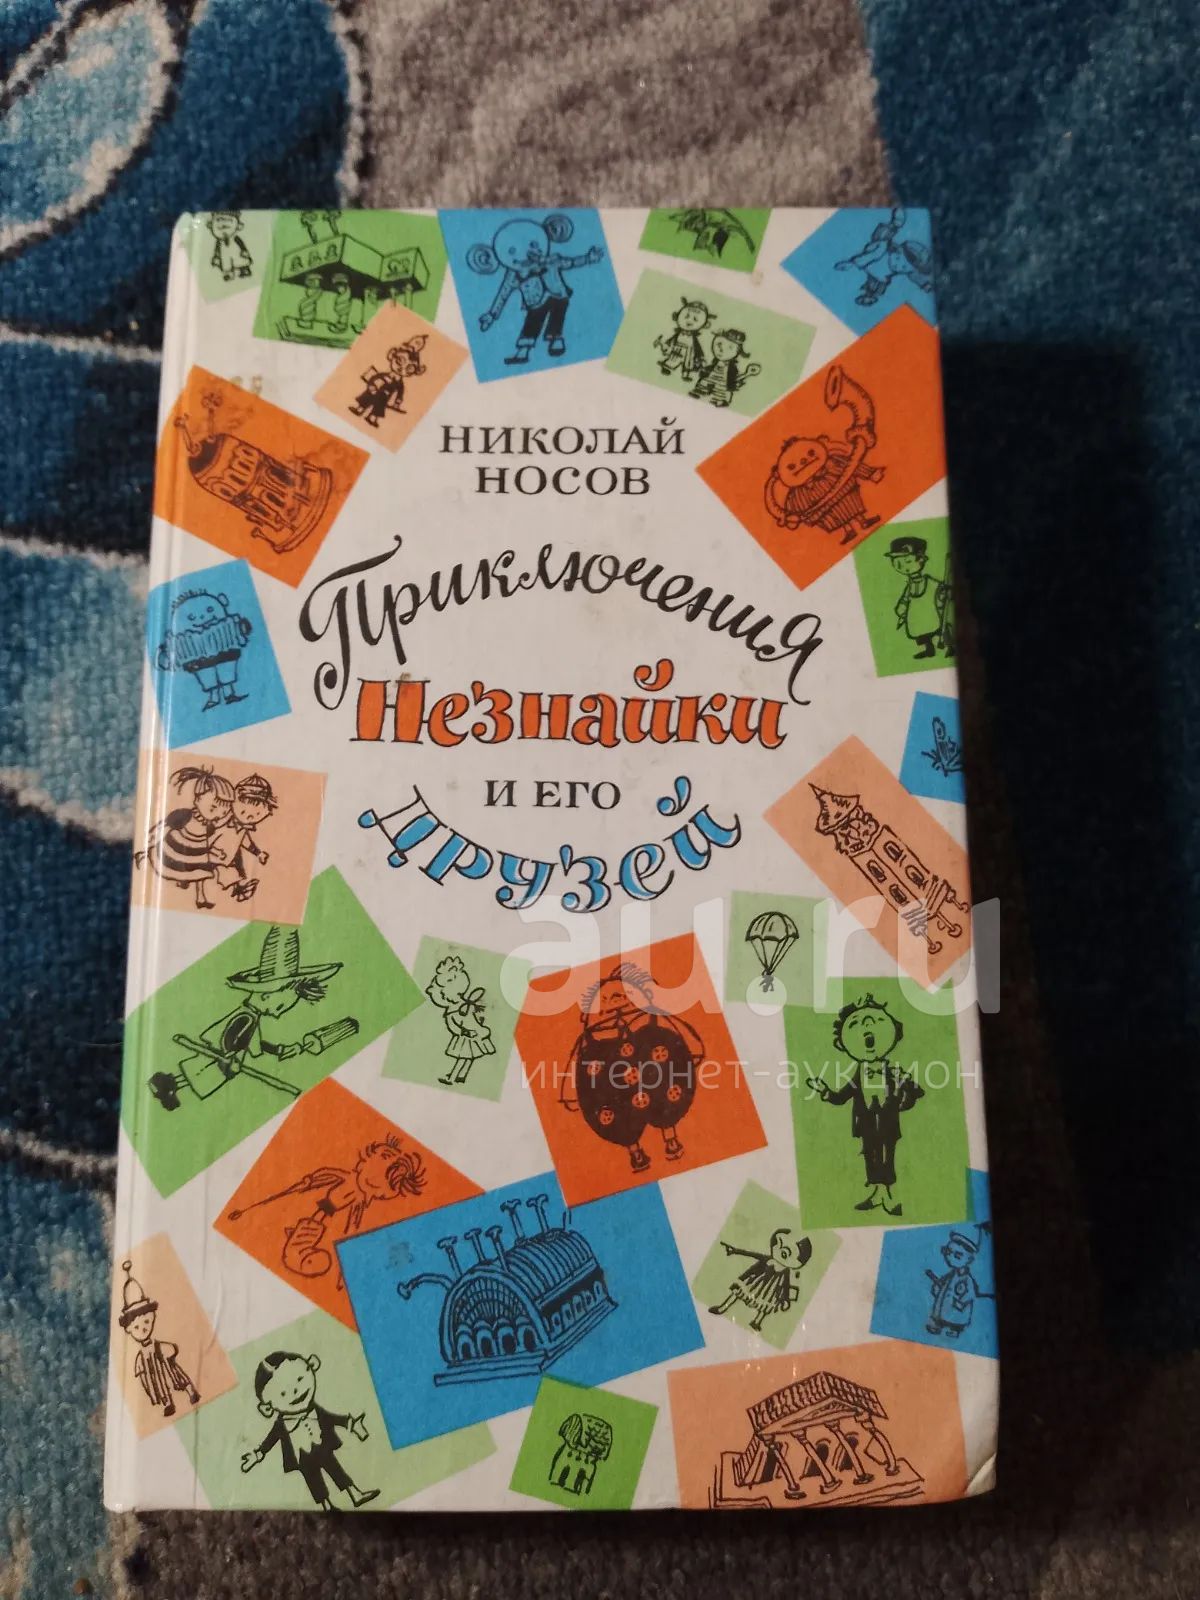 НИКОЛАЙ
НОСОВ
Приключения
Незнайки
И ЕГО
Друзей
au.ru
интернет-аукцион